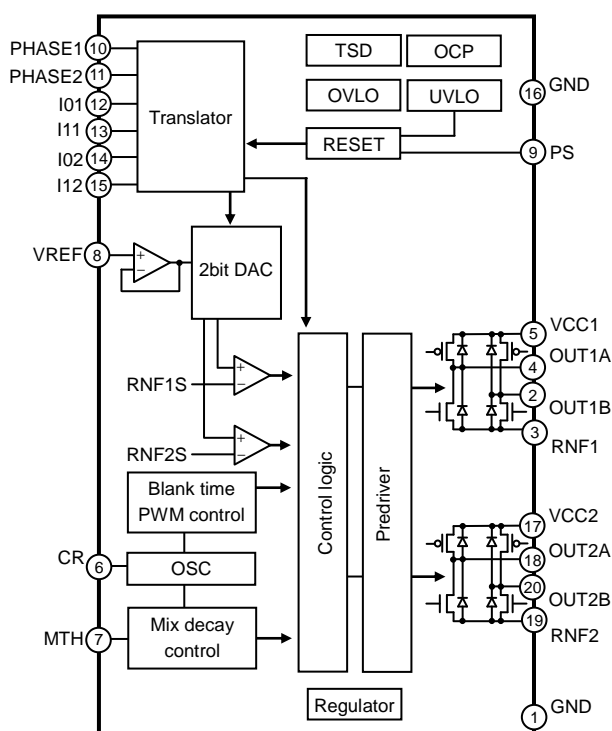 PHASE1 10
PHASE2 11
I01 12
I11 13
I02 14
I12 15
Translator
TSD
OCP
OVLO
UVLO
RESET
16 GND
9 PS
VREF 8
+
−
2bit DAC
RNF1S
+
−
RNF2S
+
−
Blank time
PWM control
CR 6
OSC
MTH 7
Mix decay
control
Control logic
Predriver
Regulator
5 VCC1
4 OUT1A
2 OUT1B
3 RNF1
17 VCC2
18 OUT2A
20 OUT2B
19 RNF2
1 GND